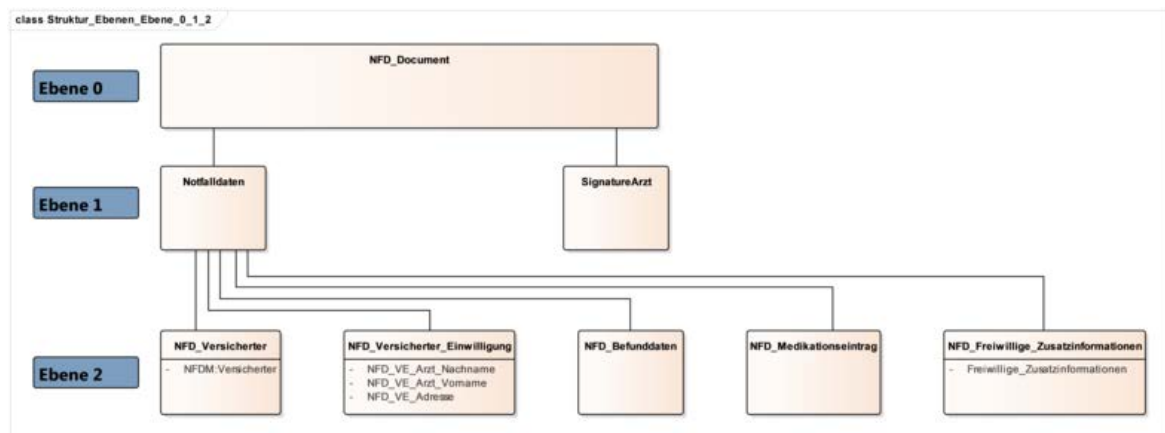 class Struktur_Ebenen_Ebene_0_1_2
NFD_Document
Ebene 0
Notfalldaten
SignatureArzt
Ebene 1
NFD_Versicherter
- NFDM:Versicherter
NFD_Versicherter_Einwilligung
- NFD_VE_Arzt_Nachname
- NFD_VE_Arzt_Vorname
- NFD_VE_Adresse
NFD_Befunddaten
NFD_Medikationseintrag
NFD_Freiwillige_Zusatzinformationen
- Freiwillige_Zusatzinformationen
Ebene 2